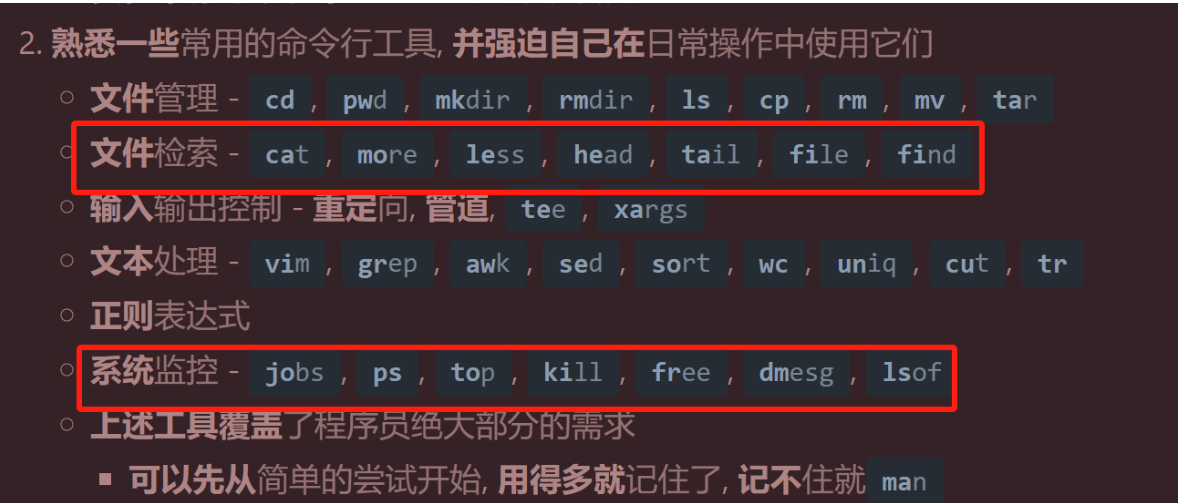 2. 熟悉一些常用的命令行工具, 并强迫自己在日常操作中使用它们
○ 文件管理 - cd , pwd , mkdir , rmdir , ls , cp , rm , mv , tar
○ 文件检索 - cat , more , less , head , tail , file , find
○ 输入输出控制 - 重定向, 管道, tee , xargs
○ 文本处理 - vim , grep , awk , sed , sort , wc , uniq , cut , tr
○ 正则表达式
○ 系统监控 - jobs , ps , top , kill , free , dmesg , lsof
○ 上述工具覆盖了程序员绝大部分的需求
■ 可以先从简单的尝试开始, 用得多就记住了, 记不住就 man